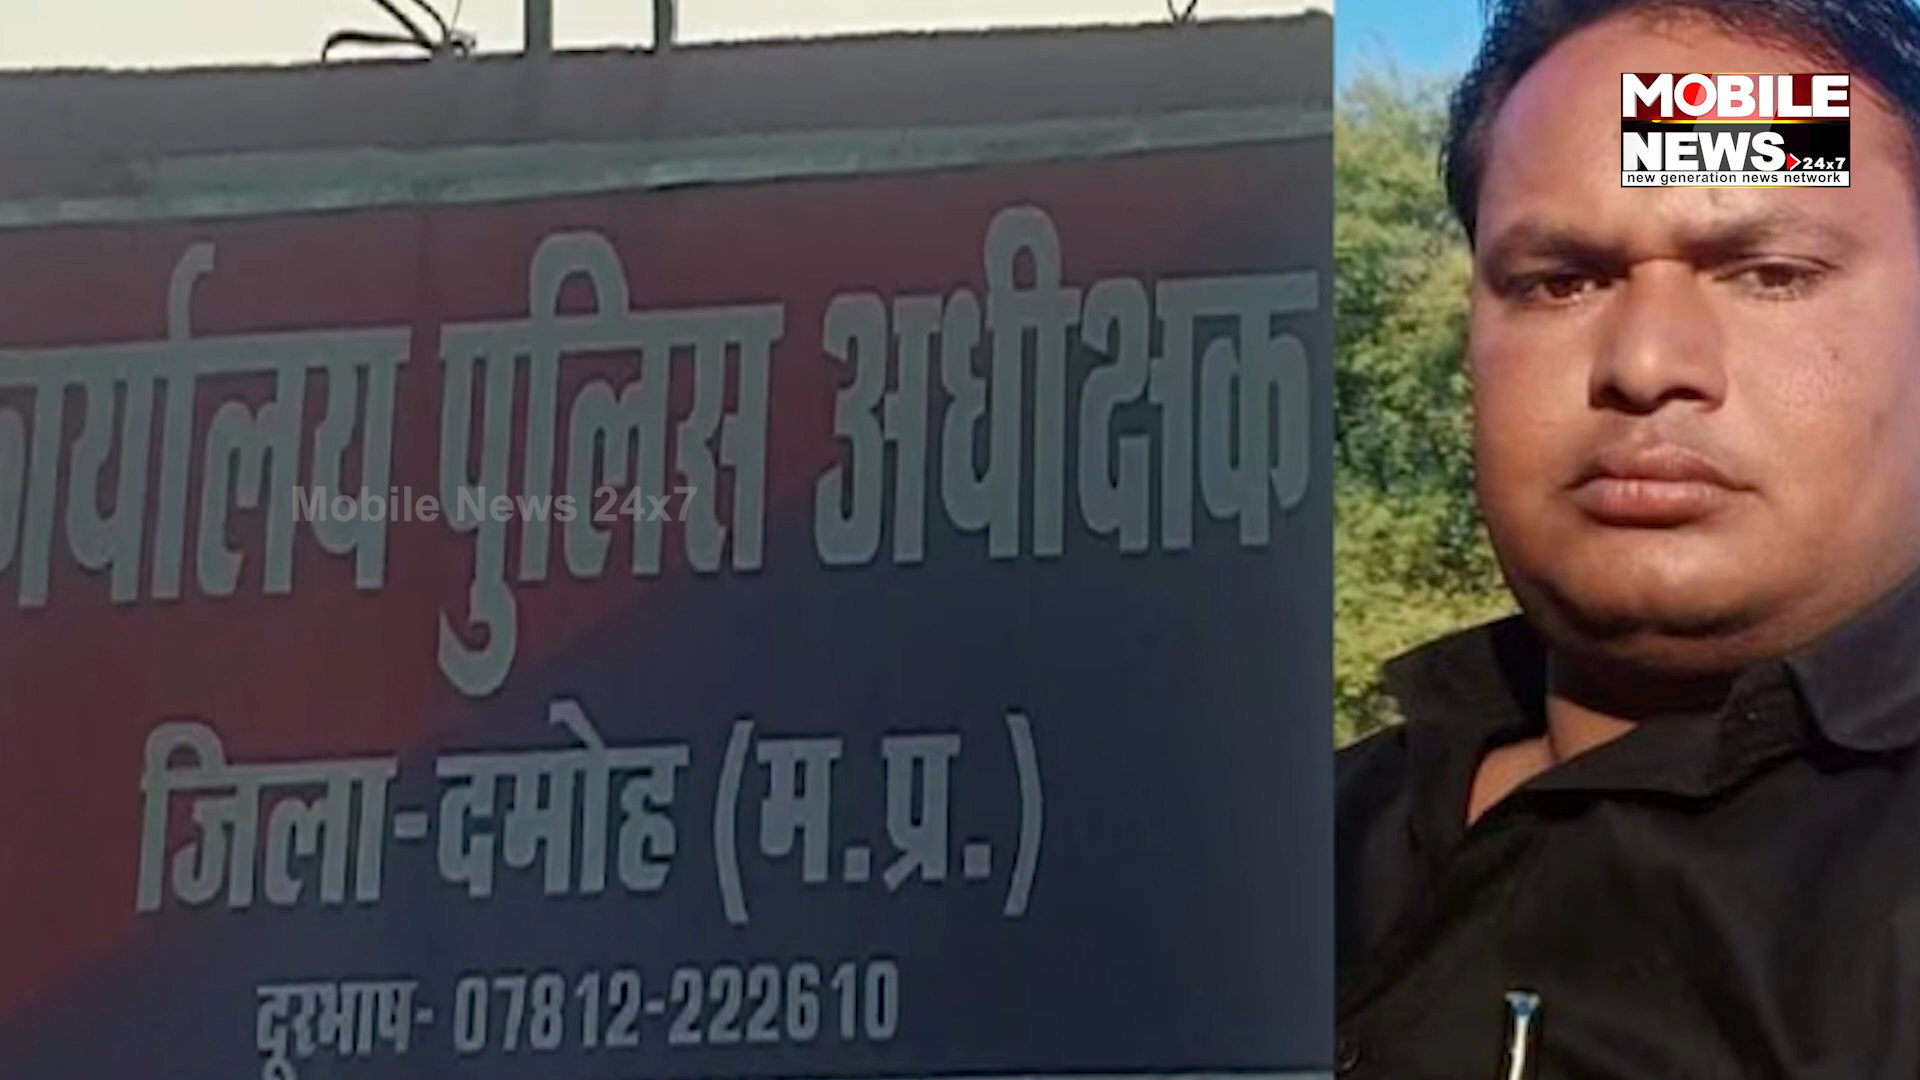 कार्यालय पुलिस अधीक्षक
जिला-दमोह (म.प्र.)
दूरभाष- 07812-222610
Mobile News 24x7
MOBILE
NEWS 24x7
new generation news network